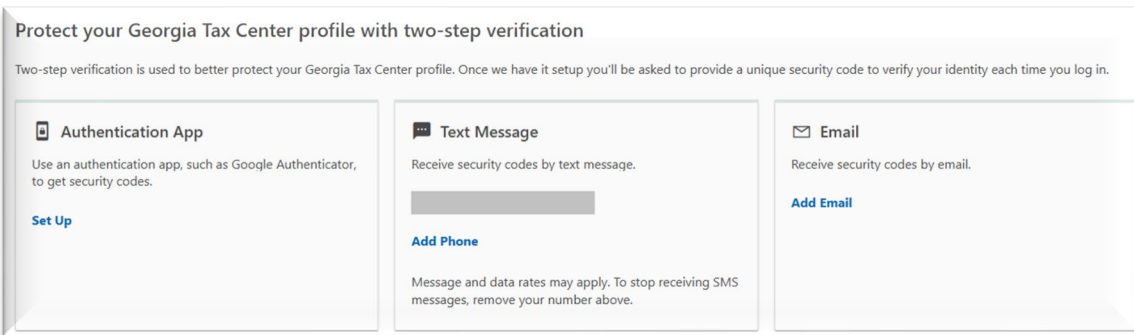 Protect your Georgia Tax Center profile with two-step verification
Two-step verification is used to better protect your Georgia Tax Center profile. Once we have it setup you'll be asked to provide a unique security code to verify your identity each time you log in.
Authentication App
Use an authentication app, such as Google Authenticator,
to get security codes.
Set Up
Text Message
Receive security codes by text message.
Add Phone
Message and data rates may apply. To stop receiving SMS
messages, remove your number above.
Email
Receive security codes by email.
Add Email